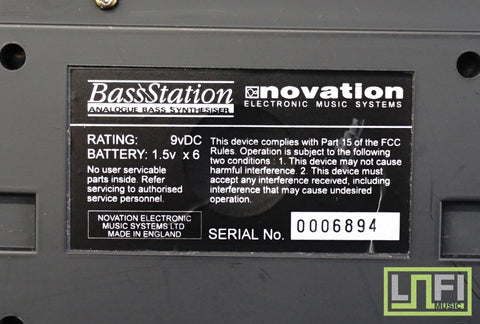 BassStation
ANALOGUE BASS SYNTHESISER
novation
ELECTRONIC MUSIC SYSTEMS
RATING: 9vDC
BATTERY: 1.5v x 6
No user servicable
parts inside. Refer
servicing to authorised
service personnel.
This device complies with Part 15 of the FCC
Rules. Operation is subject to the following
two conditions : 1. This device may not cause
harmful interference. 2. This device must
accept any interference received, including
interference that may cause undesired
operation.
NOVATION ELECTRONIC
MUSIC SYSTEMS LTD
MADE IN ENGLAND
SERIAL No. 0006894
LNFI
MUSIC